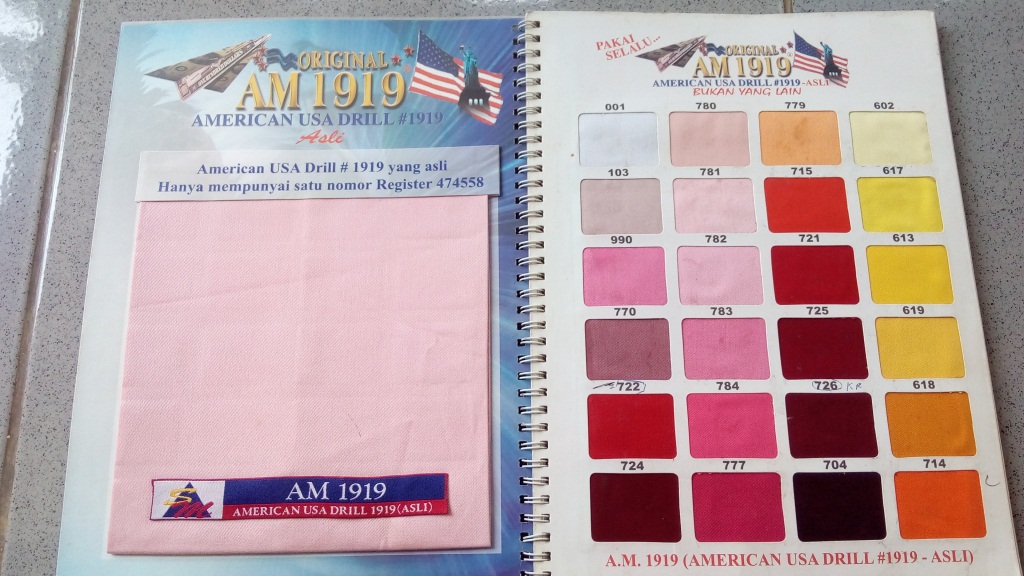 ORIGINAL
AM 1919
AMERICAN USA DRILL #1919
Asli
American USA Drill # 1919 yang asli
Hanya mempunyai satu nomor Register 474558
AM 1919
AMERICAN USA DRILL 1919(ASLI)
PAKAI
SELALU...
ORIGINAL
AM 1919
AMERICAN USA DRILL #1919-ASLI
BUKAN YANG LAIN
001 780 779 602
103 781 715 617
990 782 721 613
770 783 725 619
722 784 726 KR 618
724 777 704 714
A.M. 1919 (AMERICAN USA DRILL #1919 - ASLI)